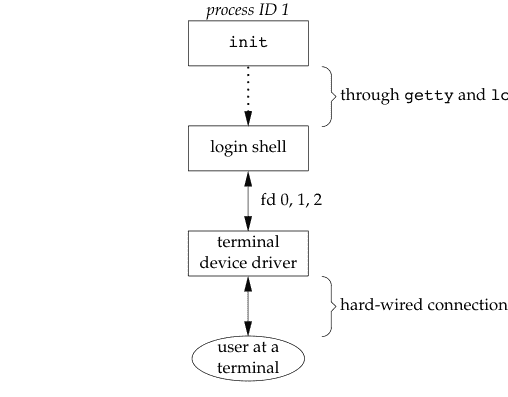 process ID 1
init
through getty and lo
login shell
fd 0, 1, 2
terminal
device driver
hard-wired connection
user at a
terminal